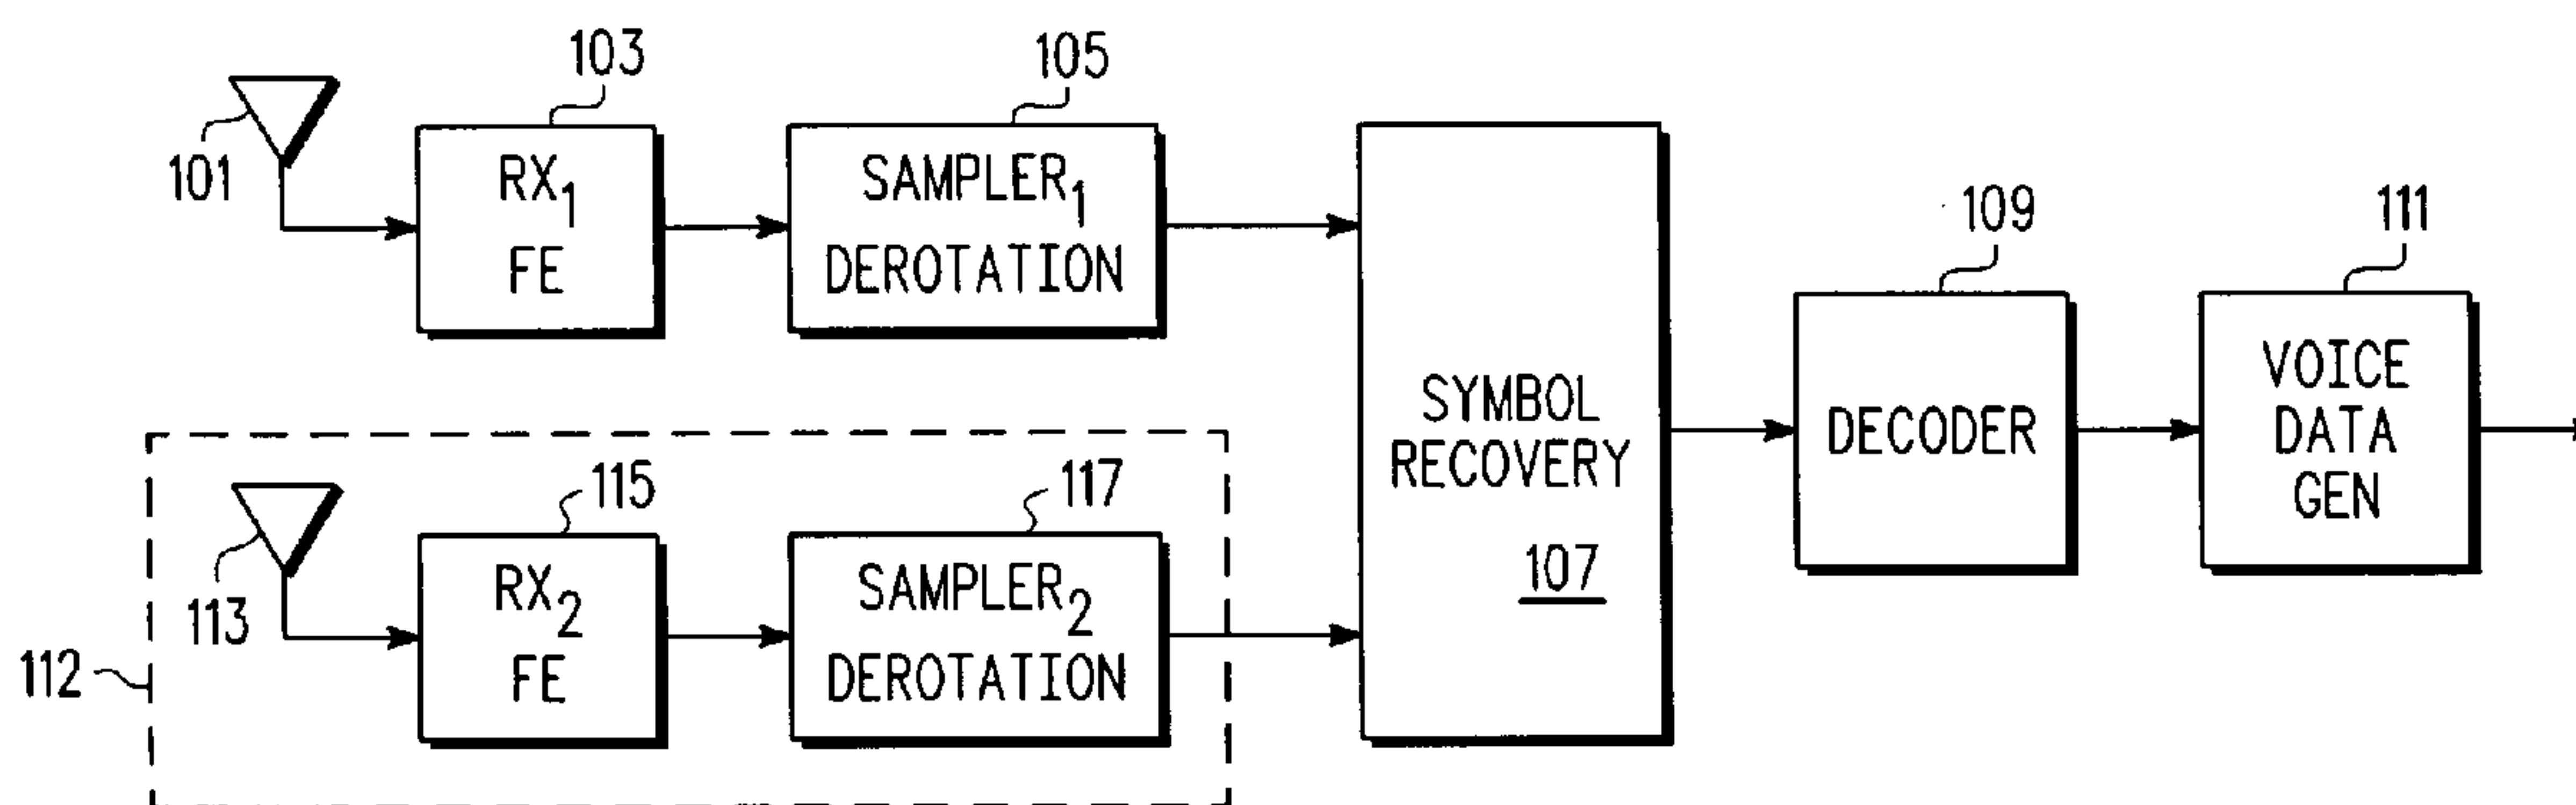 103
105
101
RX1
FE
SAMPLER1
DEROTATION
109
111
SYMBOL
RECOVERY
107
DECODER
VOICE
DATA
GEN
115
117
113
RX2
FE
SAMPLER2
DEROTATION
112